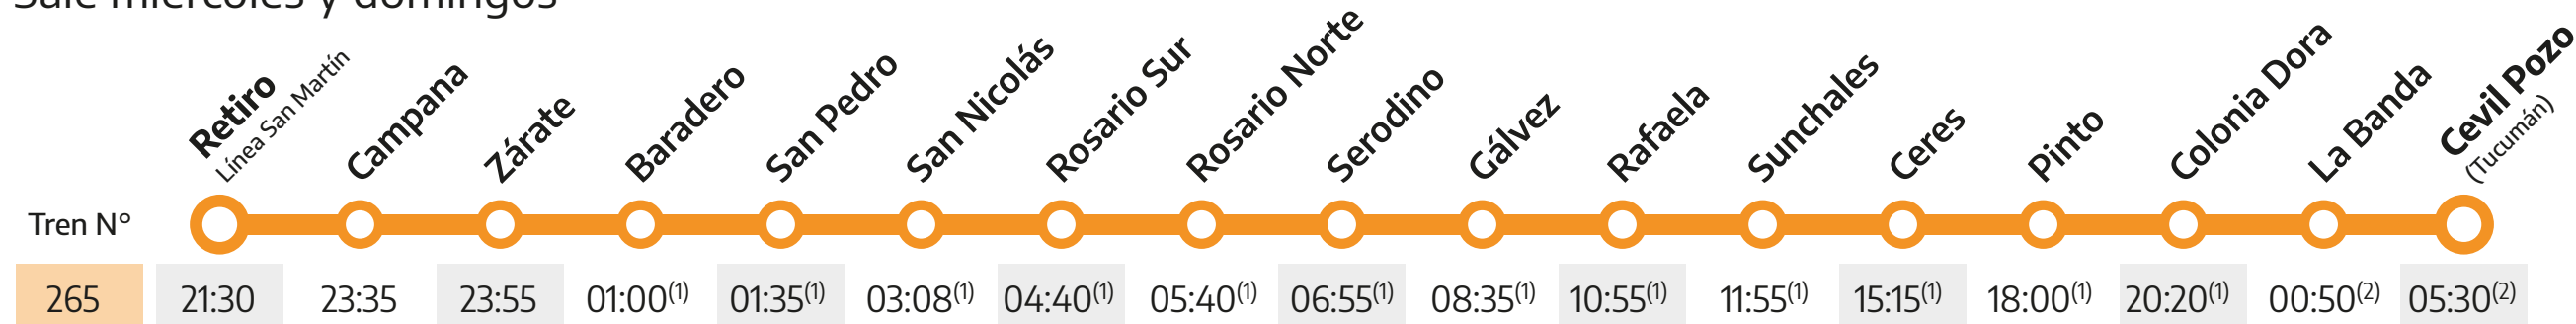 Sale miércoles y domingos
Retiro
Línea San Martín
Campana
Zárate
Baradero
San Pedro
San Nicolás
Rosario Sur
Rosario Norte
Serodino
Gálvez
Rafaela
Sunchales
Ceres
Pinto
Colonia Dora
La Banda
Cevil Pozo
(Tucumán)
Tren N°
265 21:30 23:35 23:55 01:00(1) 01:35(1) 03:08(1) 04:40(1) 05:40(1) 06:55(1) 08:35(1) 10:55(1) 11:55(1) 15:15(1) 18:00(1) 20:20(1) 00:50(2) 05:30(2)